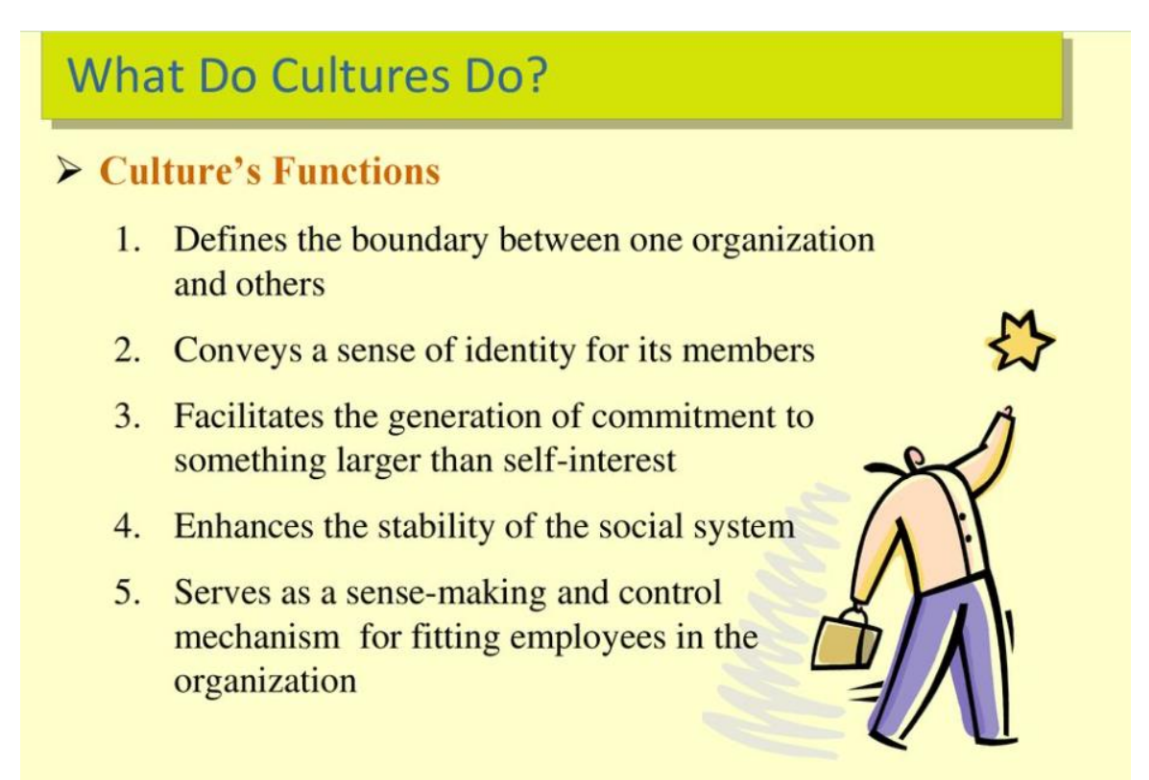 What Do Cultures Do?
➢ Culture's Functions
1. Defines the boundary between one organization
and others
2. Conveys a sense of identity for its members
3. Facilitates the generation of commitment to
something larger than self-interest
4. Enhances the stability of the social system
5. Serves as a sense-making and control
mechanism  for fitting employees in the
organization